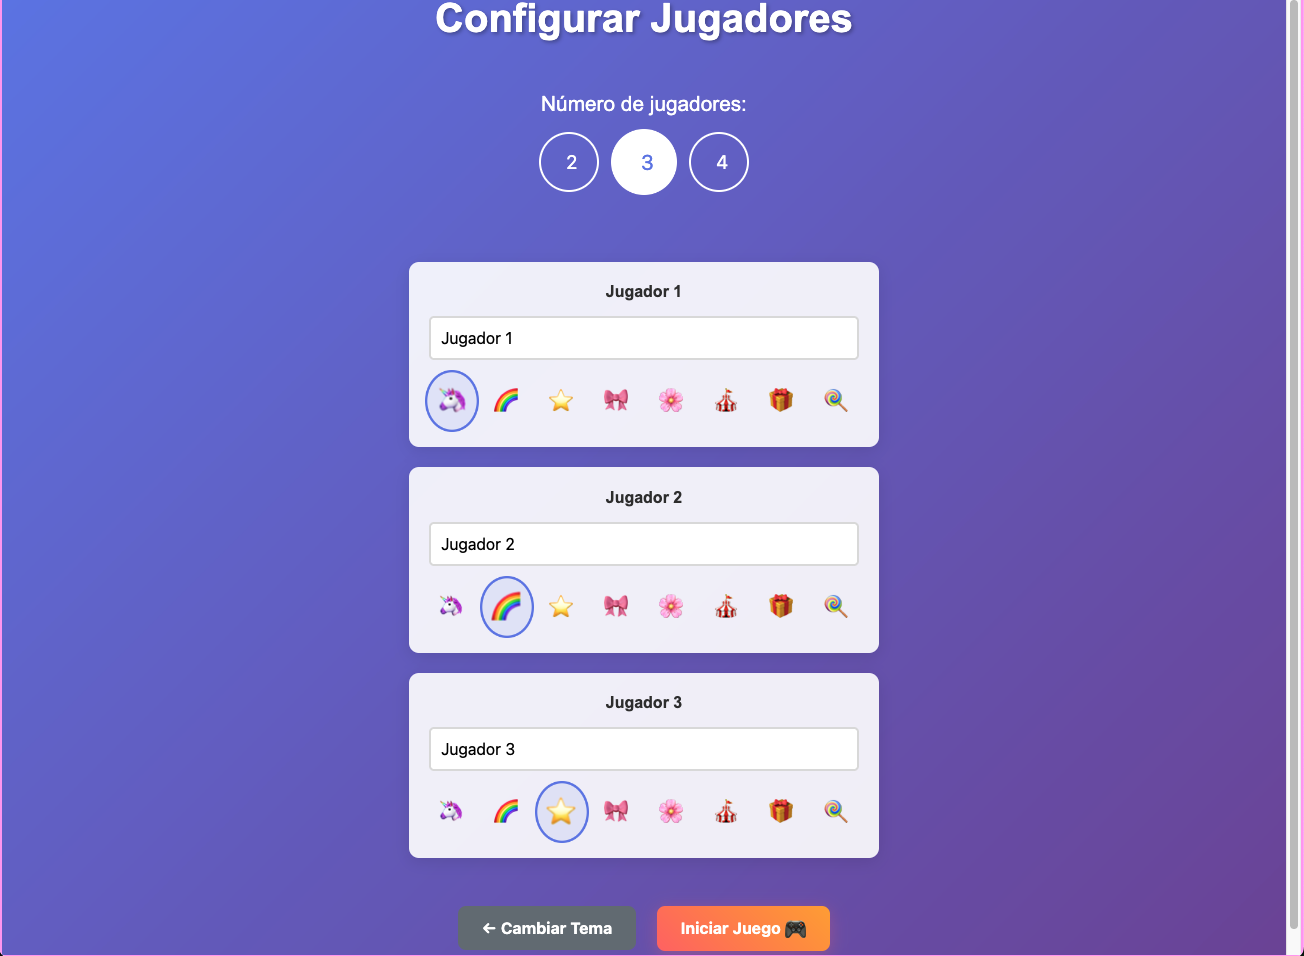 Configurar Jugadores
Número de jugadores:
2 3 4
Jugador 1
Jugador 1
Jugador 2
Jugador 2
Jugador 3
Jugador 3
← Cambiar Tema Iniciar Juego 🎮